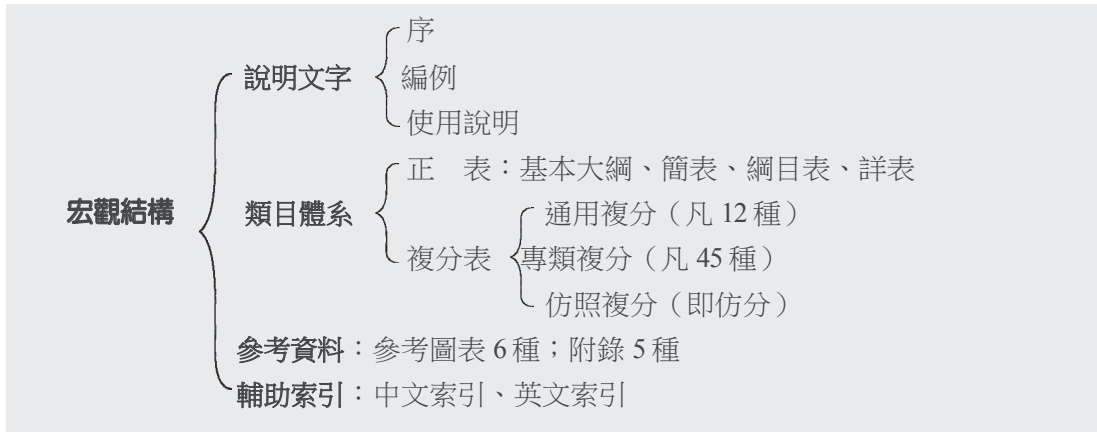 序
說明文字
編例
使用說明
正　表：基本大綱、簡表、綱目表、詳表
宏觀結構
類目體系
通用複分（凡 12 種）
複分表
專類複分（凡 45 種）
仿照複分（即仿分）
參考資料：參考圖表 6 種；附錄 5 種
輔助索引：中文索引、英文索引